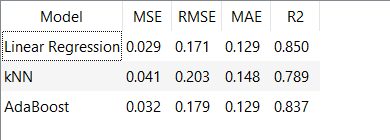 Model MSE RMSE MAE R2
Linear Regression 0.029 0.171 0.129 0.850
kNN 0.041 0.203 0.148 0.789
AdaBoost 0.032 0.179 0.129 0.837